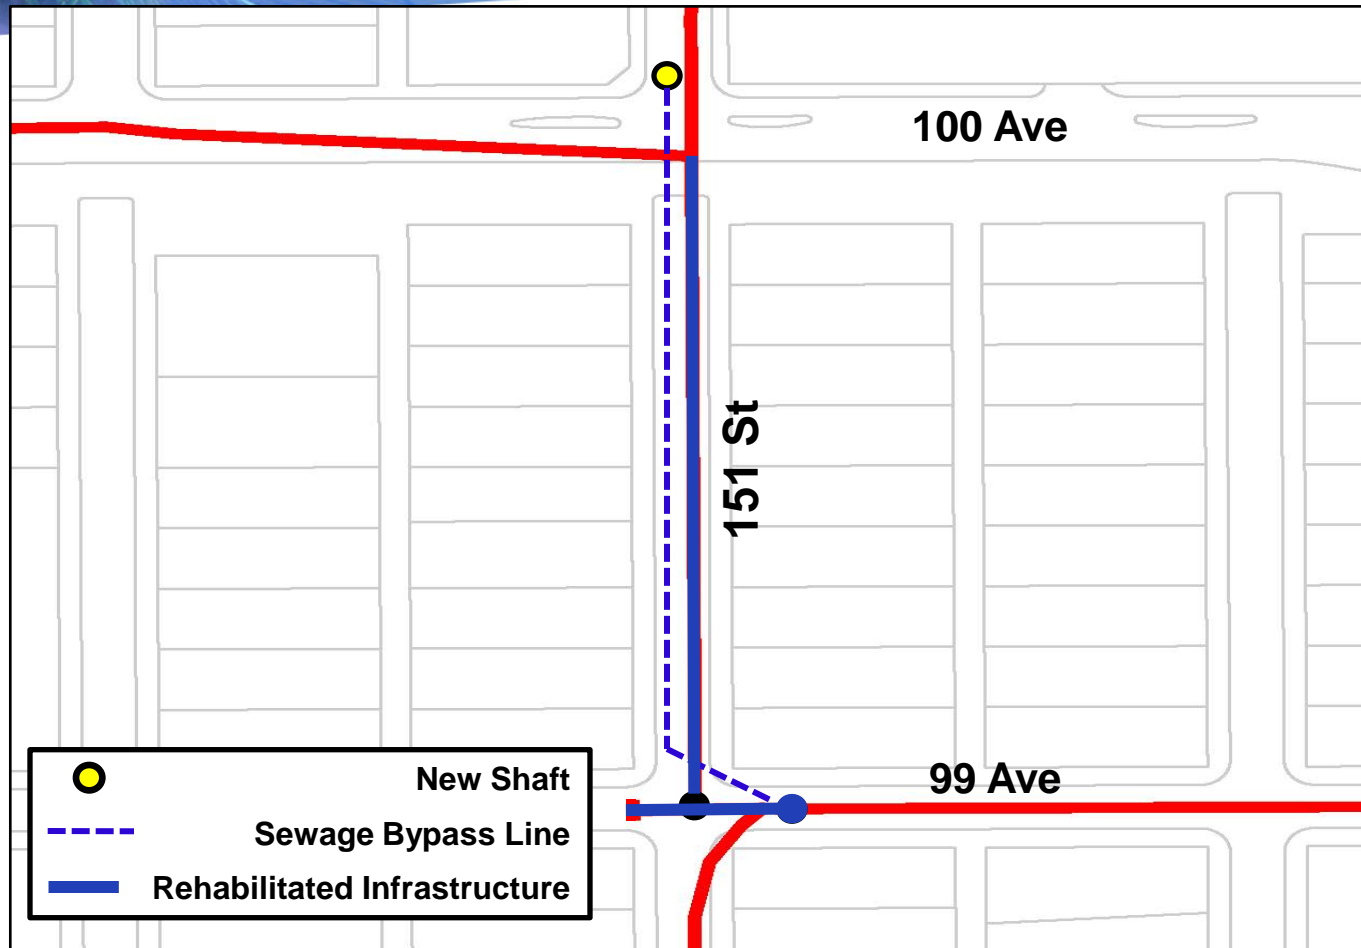 100 Ave
151 St
99 Ave
New Shaft
Sewage Bypass Line
Rehabilitated Infrastructure